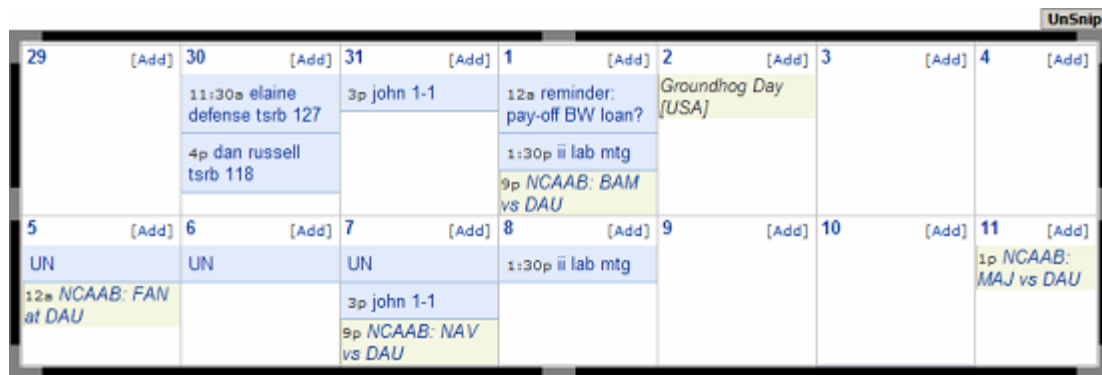 UnSnip
29 [Add] 30 [Add] 31 [Add] 1 [Add] 2 [Add] 3 [Add] 4 [Add]
11:30a elaine
defense tsrb 127
4p dan russell
tsrb 118
3p john 1-1
12a reminder:
pay-off BW loan?
1:30p ii lab mtg
9p NCAAB: BAM
vs DAU
Groundhog Day
[USA]
5 [Add] 6 [Add] 7 [Add] 8 [Add] 9 [Add] 10 [Add] 11 [Add]
UN
12a NCAAB: FAN
at DAU
UN
UN
3p john 1-1
9p NCAAB: NAV
vs DAU
1:30p ii lab mtg
1p NCAAB:
MAJ vs DAU